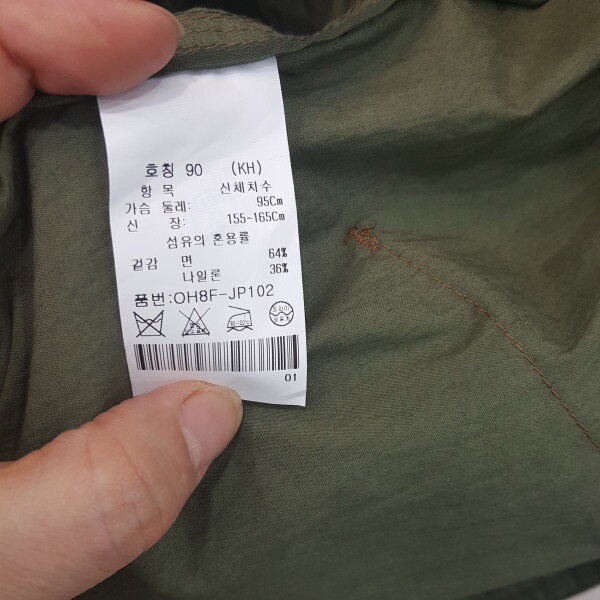 호칭 90 (KH)
항 목 신체치수
가슴 둘레: 95Cm
신 장: 155~165Cm
섬유의 혼용률
겉감 면 64%
나일론 36%
품번:OH8F-JP102
01